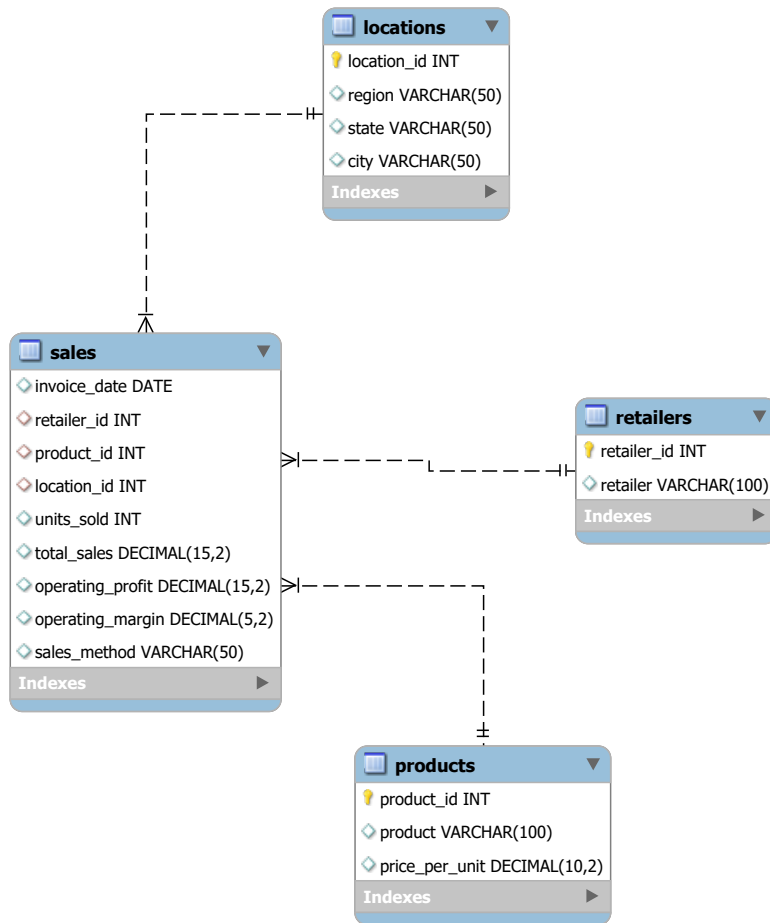 locations
location_id INT
region VARCHAR(50)
state VARCHAR(50)
city VARCHAR(50)
Indexes
sales
invoice_date DATE
retailer_id INT
product_id INT
location_id INT
units_sold INT
total_sales DECIMAL(15,2)
operating_profit DECIMAL(15,2)
operating_margin DECIMAL(5,2)
sales_method VARCHAR(50)
Indexes
retailers
retailer_id INT
retailer VARCHAR(100)
Indexes
products
product_id INT
product VARCHAR(100)
price_per_unit DECIMAL(10,2)
Indexes